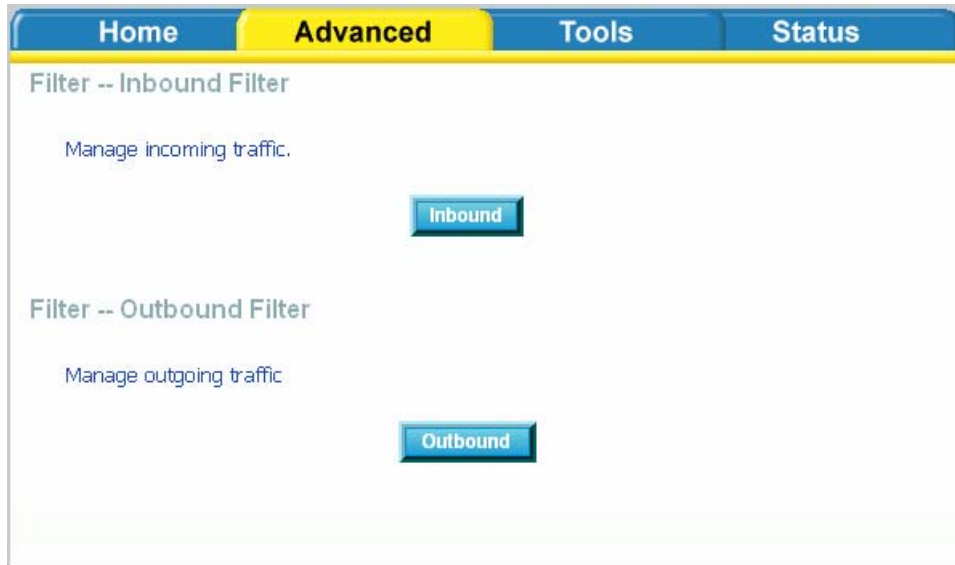 Home Advanced Tools Status
Filter -- Inbound Filter
Manage incoming traffic.
Inbound
Filter -- Outbound Filter
Manage outgoing traffic
Outbound